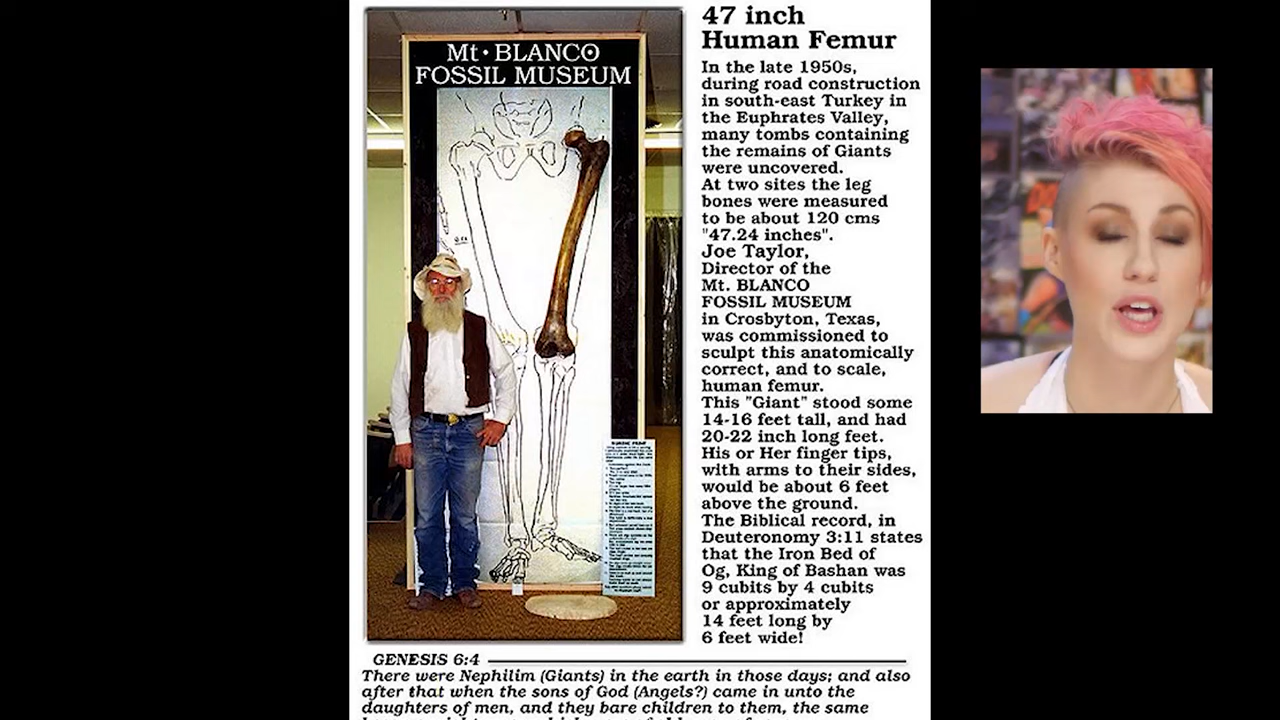 Mt • BLANCO
FOSSIL MUSEUM
47 inch
Human Femur
In the late 1950s,
during road construction
in south-east Turkey in
the Euphrates Valley,
many tombs containing
the remains of Giants
were uncovered.
At two sites the leg
bones were measured
to be about 120 cms
"47.24 inches".
Joe Taylor,
Director of the
Mt. BLANCO
FOSSIL MUSEUM
in Crosbyton, Texas,
was commissioned to
sculpt this anatomically
correct, and to scale,
human femur.
This "Giant" stood some
14-16 feet tall, and had
20-22 inch long feet.
His or Her finger tips,
with arms to their sides,
would be about 6 feet
above the ground.
The Biblical record, in
Deuteronomy 3:11 states
that the Iron Bed of
Og, King of Bashan was
9 cubits by 4 cubits
or approximately
14 feet long by
6 feet wide!
GENESIS 6:4
There were Nephilim (Giants) in the earth in those days; and also
after that when the sons of God (Angels?) came in unto the
daughters of men, and they bare children to them, the same